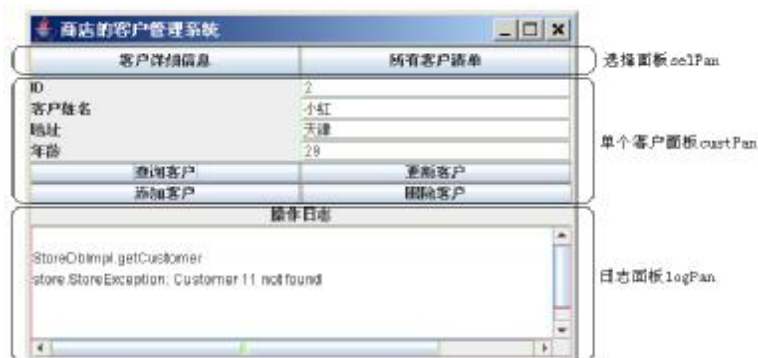 商店的客户管理系统
客户详细信息 所有客户清单 选择面板selPan
ID 2
客户姓名 小红
地址 天津
年龄 28
单个客户面板custPan
查询客户 更新客户
添加客户 删除客户
操作日志
StoreDbImpl.getCustomer
store.StoreException: Customer 11 not found
日志面板logPan